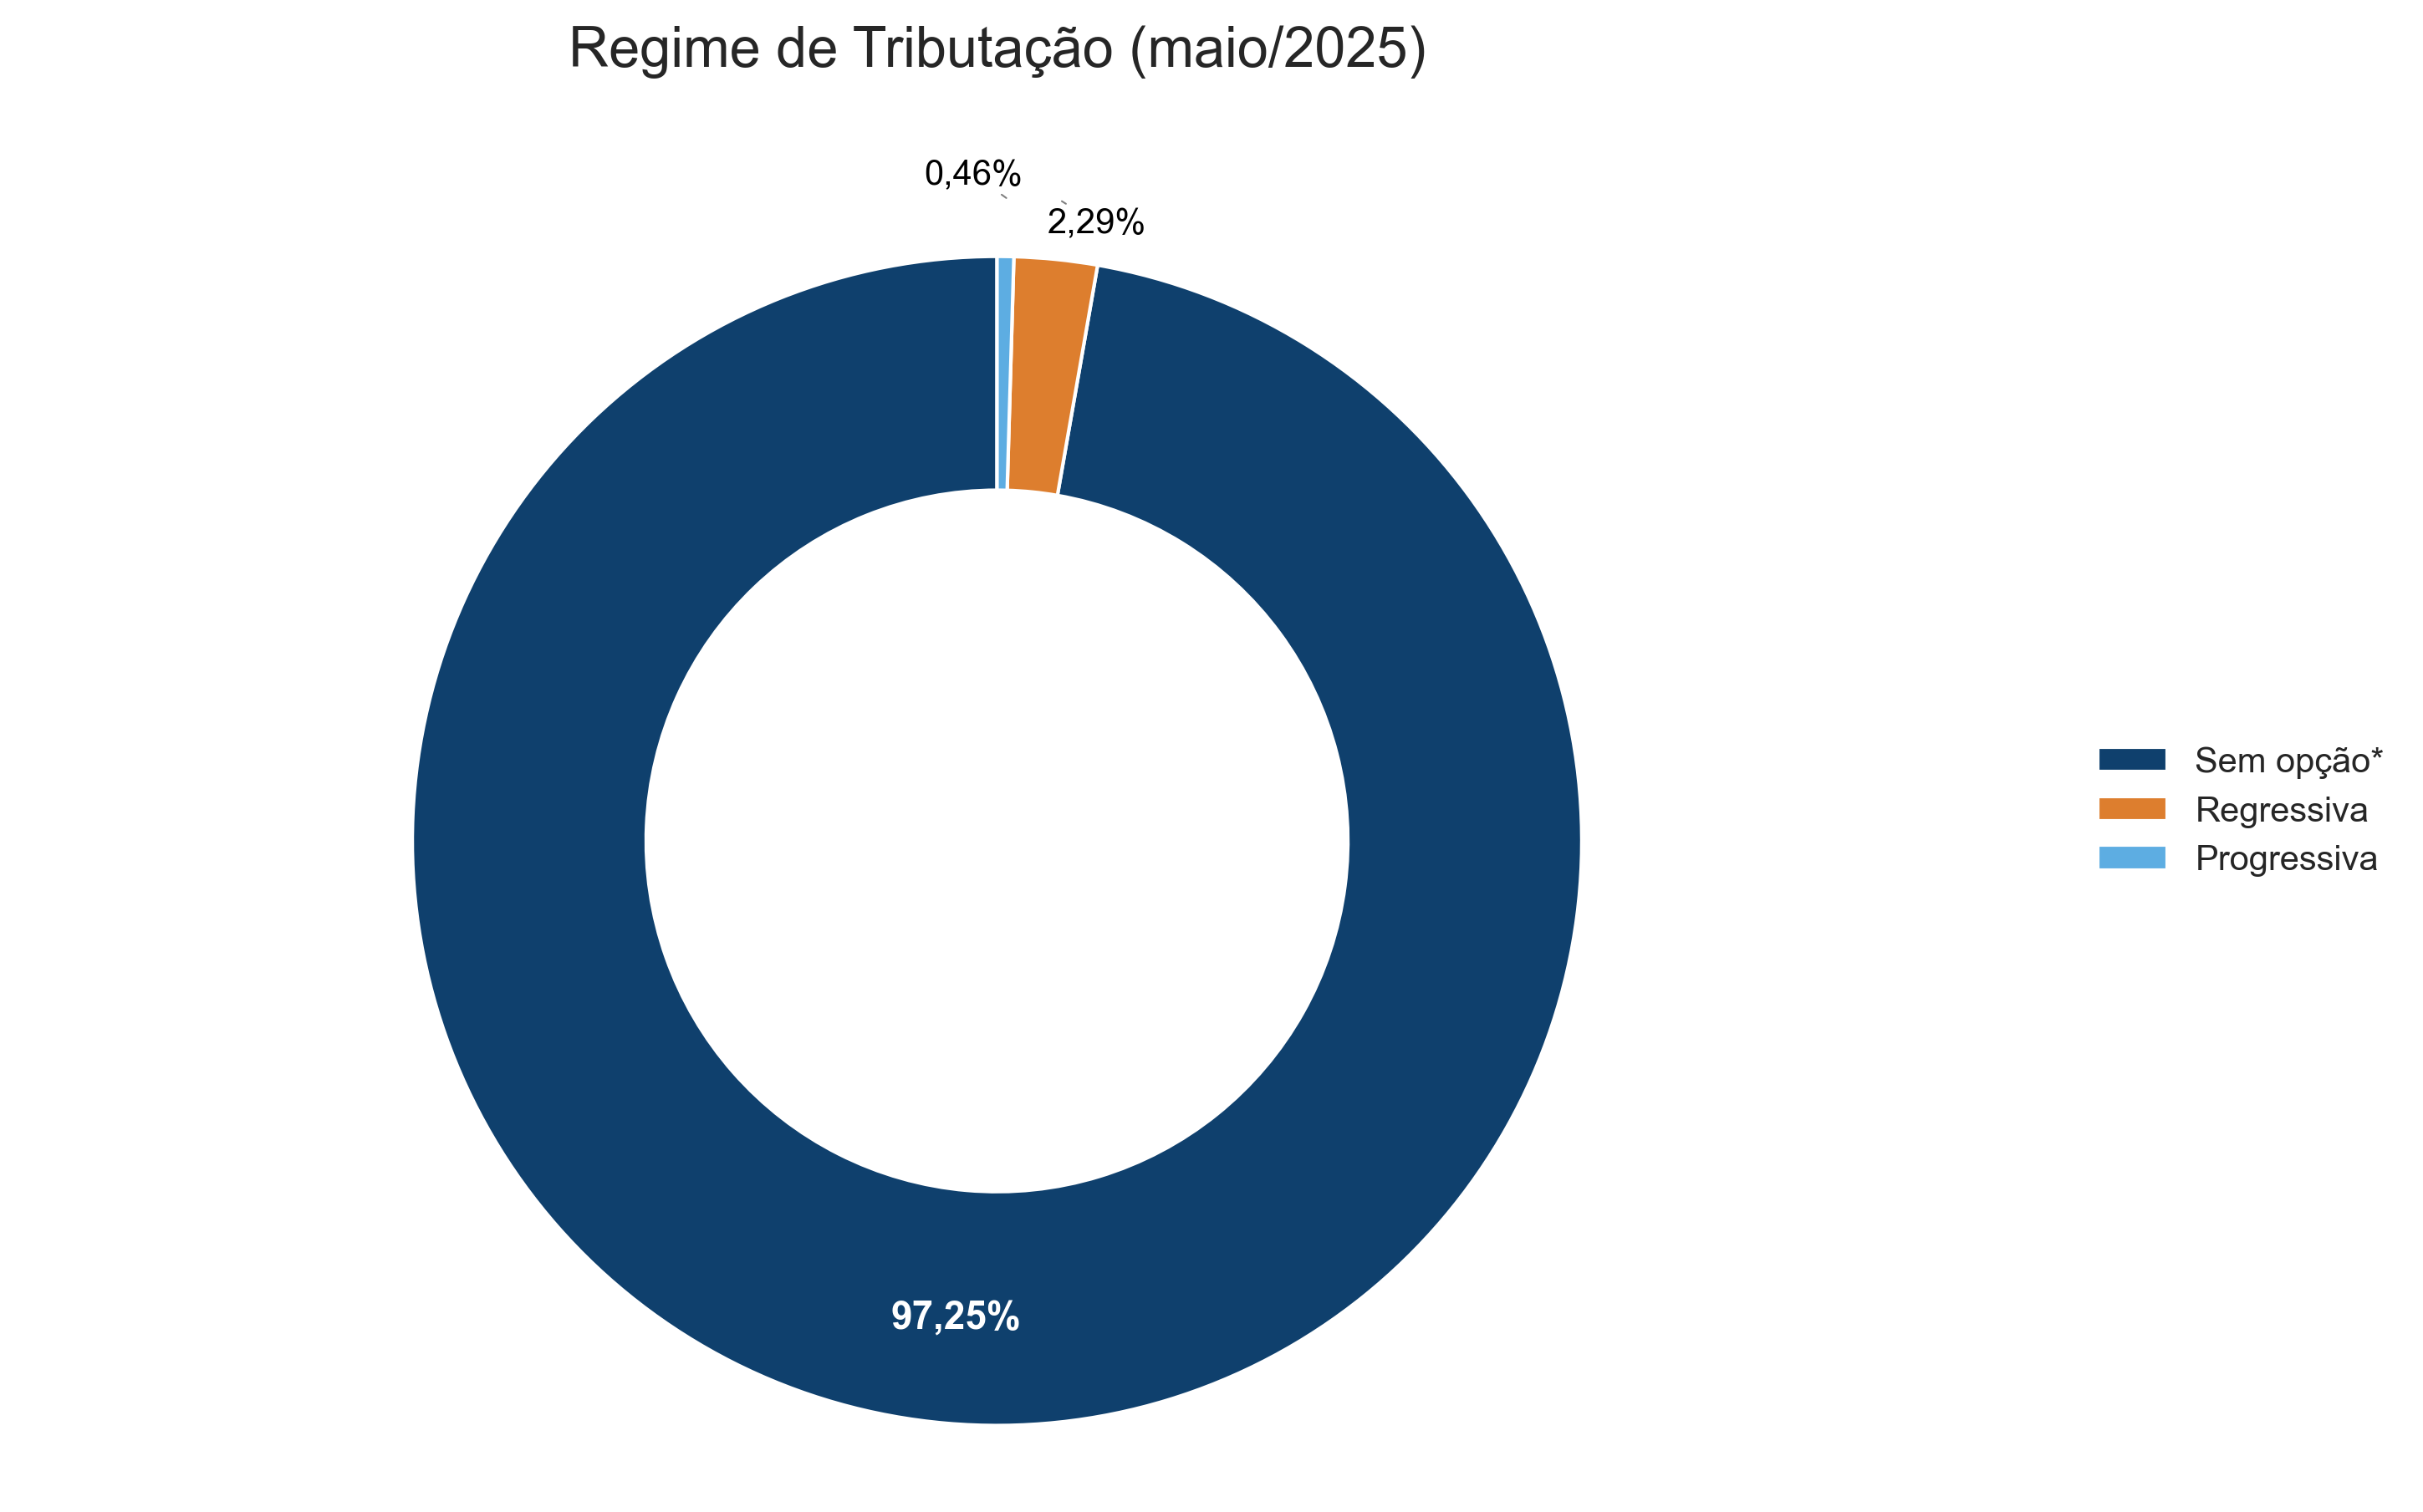 Regime de Tributação (maio/2025)
0,46%
2,29%
97,25%
Sem opção*
Regressiva
Progressiva